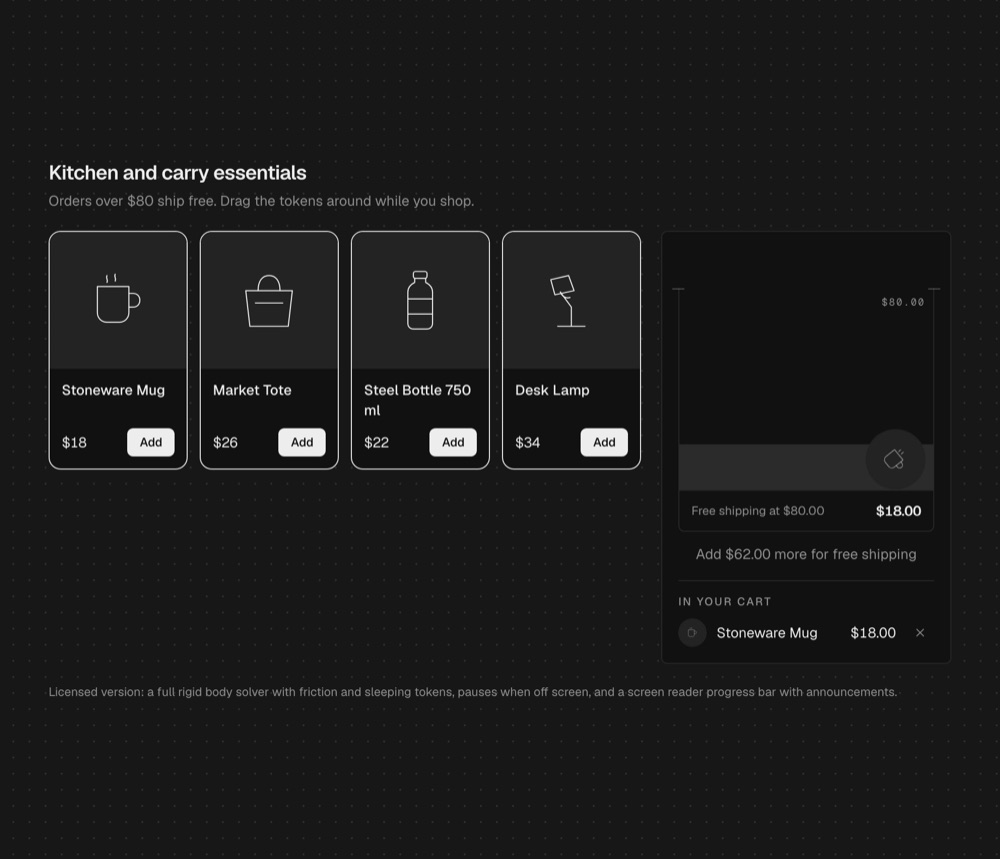 Kitchen and carry essentials
Orders over $80 ship free. Drag the tokens around while you shop.
Stoneware Mug
$18
Add
Market Tote
$26
Add
Steel Bottle 750
ml
$22
Add
Desk Lamp
$34
Add
$80.00
Free shipping at $80.00
$18.00
Add $62.00 more for free shipping
IN YOUR CART
Stoneware Mug
$18.00
Licensed version: a full rigid body solver with friction and sleeping tokens, pauses when off screen, and a screen reader progress bar with announcements.